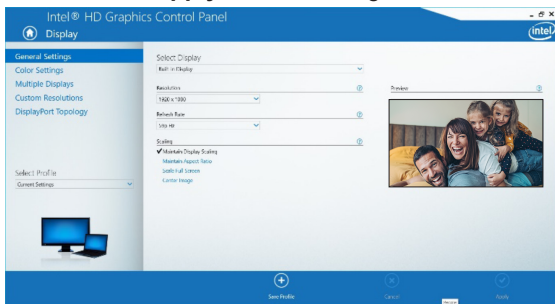 Intel® HD Graphics Control Panel
Display
intel
General Settings
Color Settings
Multiple Displays
Custom Resolutions
DisplayPort Topology
Select Profile
Current Settings
Select Display
Built in Display
Resolution
Refresh Rate
Scaling
Maintain Display Scaling
Maintain Aspect Ratio
Scale Full Screen
Center Image
Preview
Save Profile
Cancel
Apply